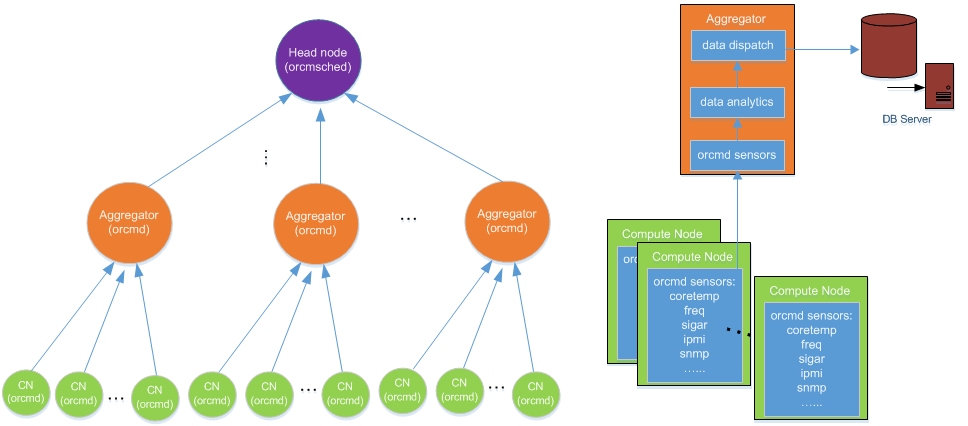 Head node
(orcmsched)
...
Aggregator
(orcmd)
Aggregator
(orcmd)
...
Aggregator
(orcmd)
CN
(orcmd)
CN
(orcmd)
...
CN
(orcmd)
CN
(orcmd)
CN
(orcmd)
...
CN
(orcmd)
CN
(orcmd)
CN
(orcmd)
...
CN
(orcmd)
Aggregator
data dispatch
data analytics
orcmd sensors
DB Server
Compute Node
Compute Node
orcmd sensors:
coretemp
freq
sigar
ipmi
snmp
…...
Compute Node
orcmd sensors:
coretemp
freq
sigar
ipmi
snmp
…...